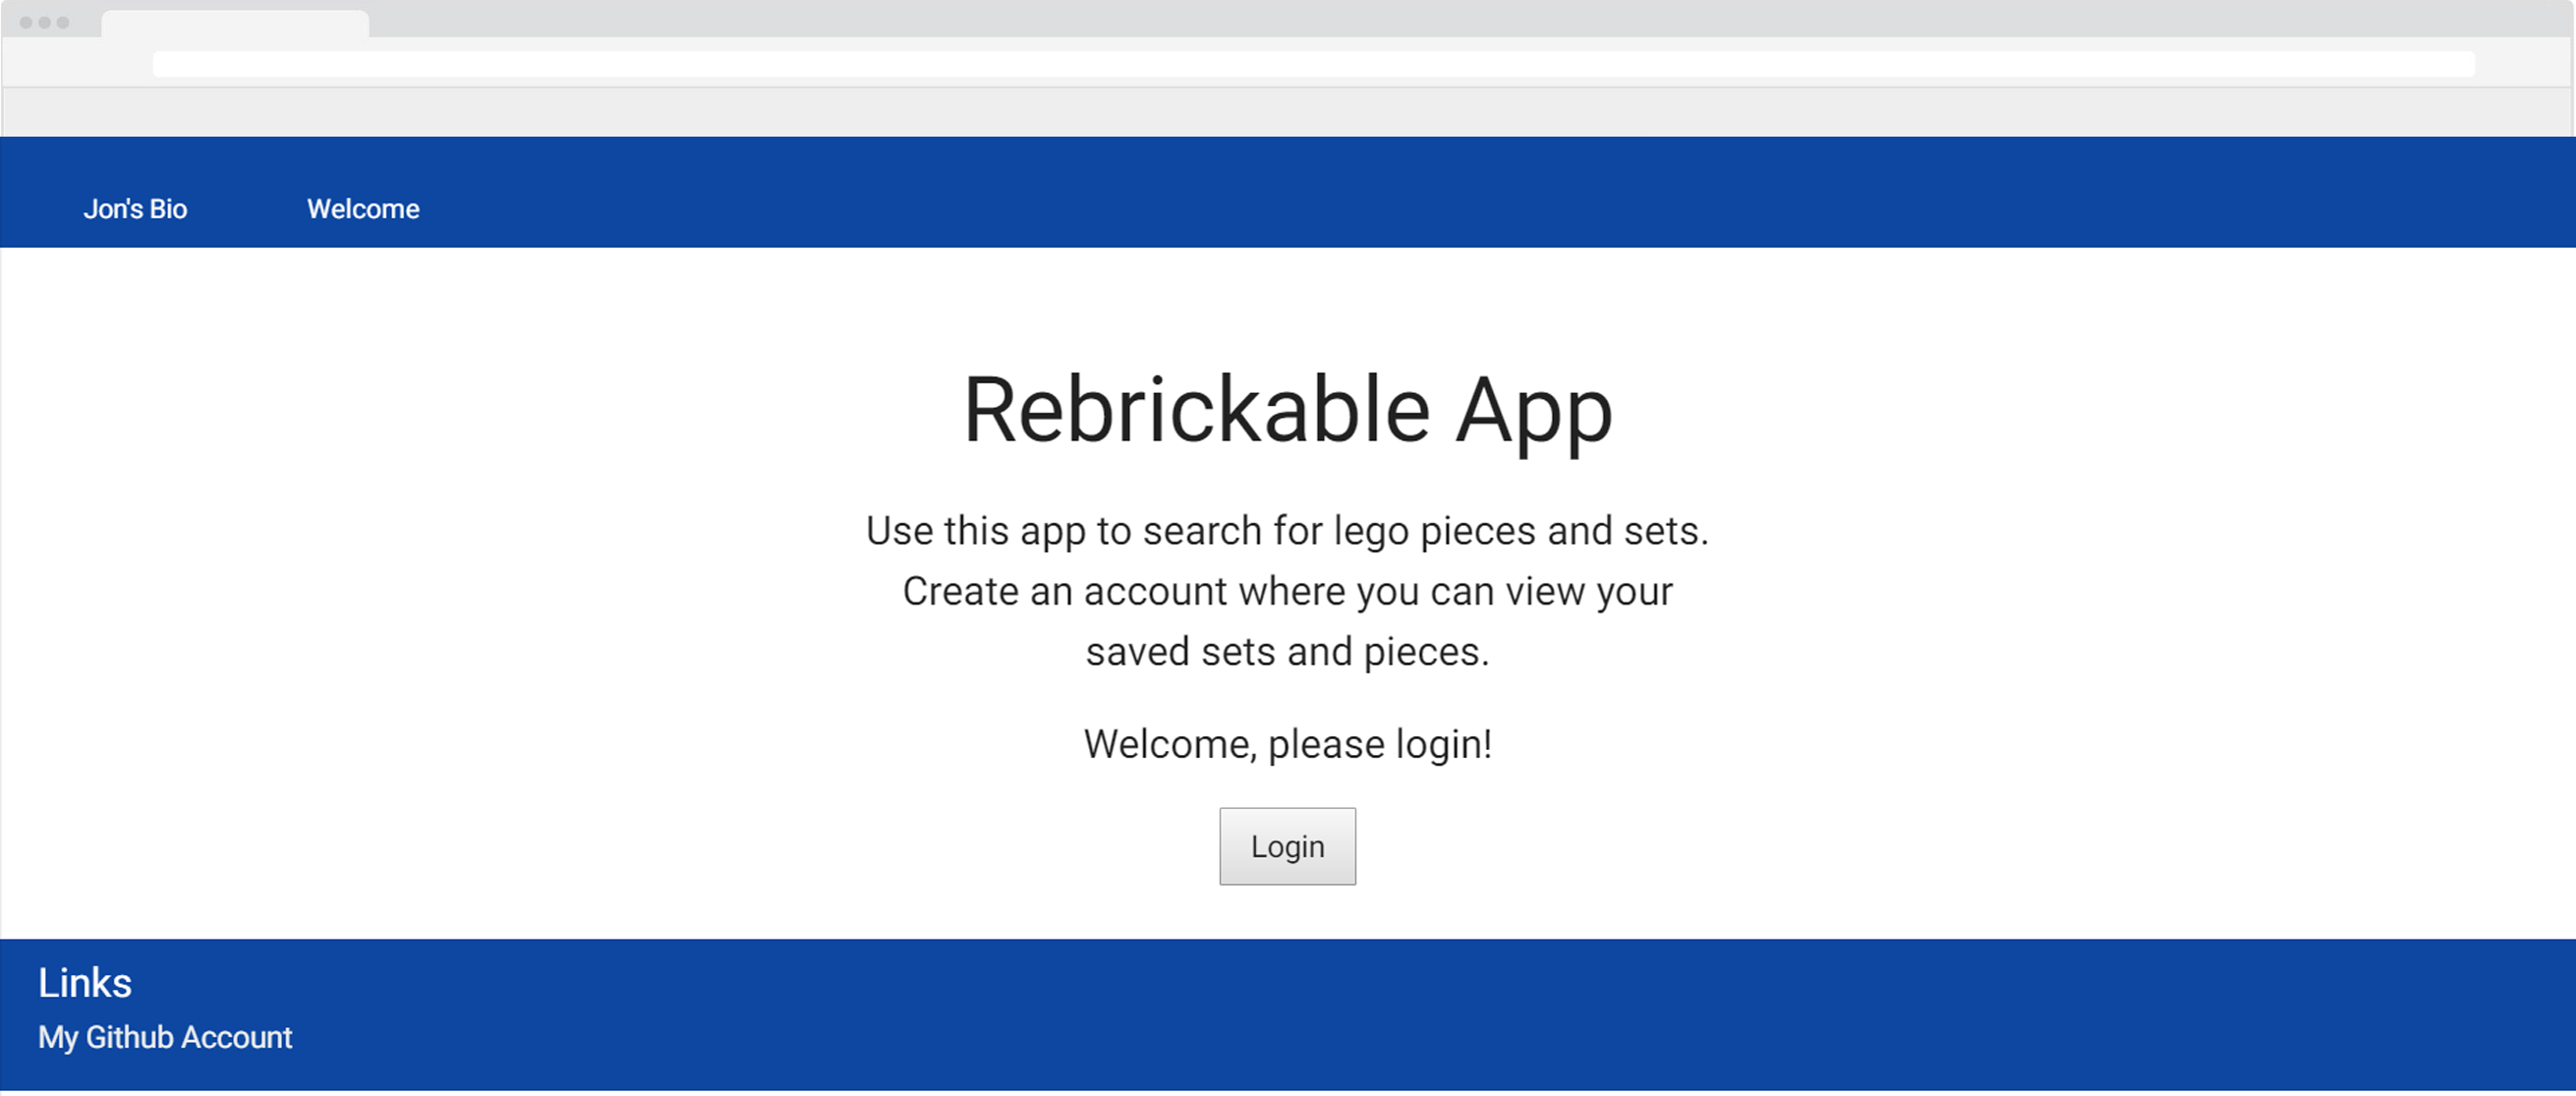 Jon's Bio Welcome
Rebrickable App
Use this app to search for lego pieces and sets.
Create an account where you can view your
saved sets and pieces.
Welcome, please login!
Login
Links
My Github Account